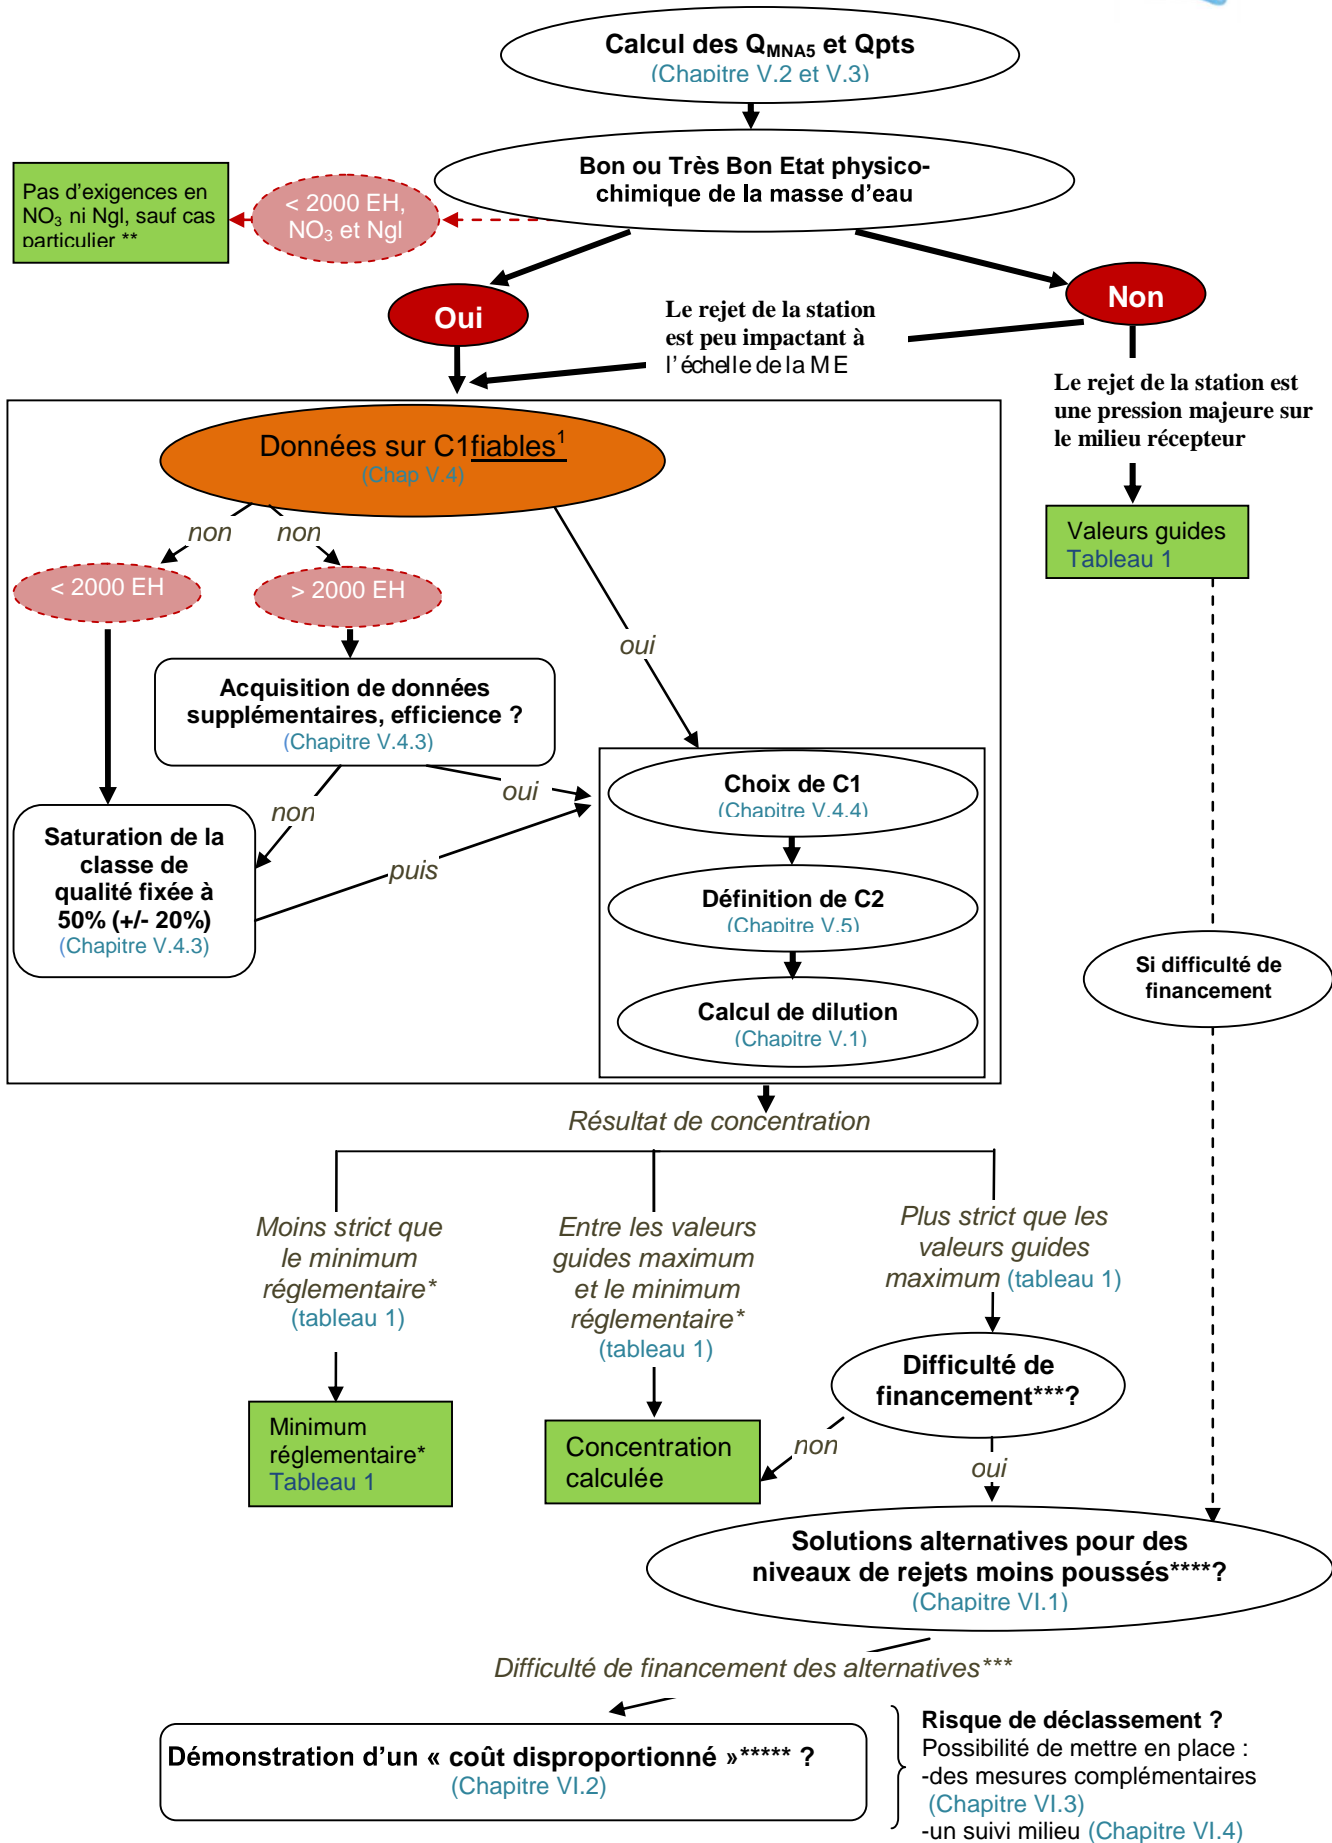 Calcul des QMNA5 et Qpts
(Chapitre V.2 et V.3)
Bon ou Très Bon Etat physico-
chimique de la masse d'eau
Pas d'exigences en
NO3 ni Ngl, sauf cas
particulier **
< 2000 EH,
NO3 et Ngl
Oui
Non
Le rejet de la station
est peu impactant à
l'échelle de la ME
Le rejet de la station est
une pression majeure sur
le milieu récepteur
Données sur C1 fiables1
(Chap V.4)
non
non
< 2000 EH
> 2000 EH
oui
Valeurs guides
Tableau 1
Acquisition de données
supplémentaires, efficience ?
(Chapitre V.4.3)
non
oui
Saturation de la
classe de
qualité fixée à
50% (+/- 20%)
(Chapitre V.4.3)
puis
Choix de C1
(Chapitre V.4.4)
Définition de C2
(Chapitre V.5)
Calcul de dilution
(Chapitre V.1)
Si difficulté de
financement
Résultat de concentration
Moins strict que
le minimum
réglementaire*
(tableau 1)
Entre les valeurs
guides maximum
et le minimum
réglementaire*
(tableau 1)
Plus strict que les
valeurs guides
maximum (tableau 1)
Difficulté de
financement***?
Minimum
réglementaire*
Tableau 1
Concentration
calculée
non
oui
Solutions alternatives pour des
niveaux de rejets moins poussés****?
(Chapitre VI.1)
Difficulté de financement des alternatives***
Démonstration d'un « coût disproportionné »***** ?
(Chapitre VI.2)
Risque de déclassement ?
Possibilité de mettre en place :
-des mesures complémentaires
(Chapitre VI.3)
-un suivi milieu (Chapitre VI.4)